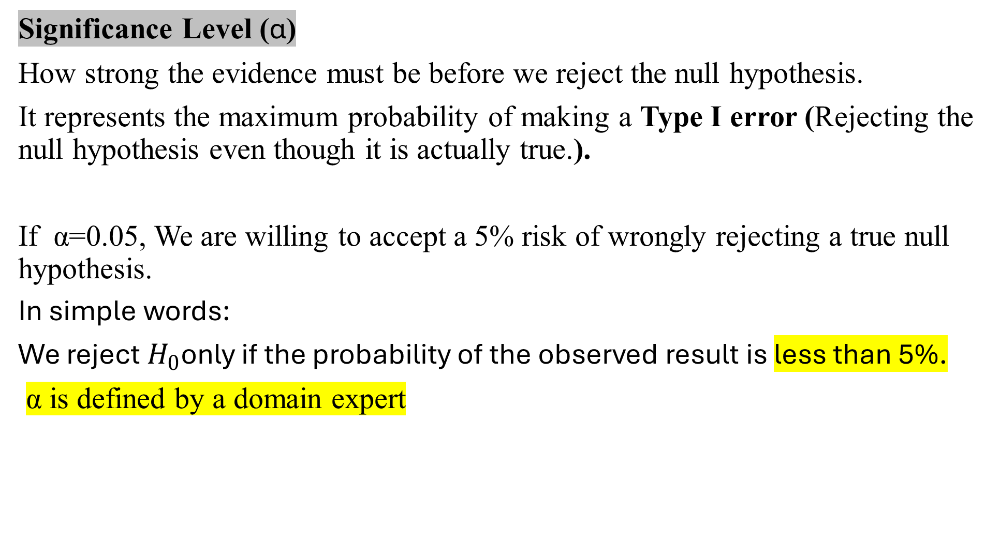 Significance Level (α)
How strong the evidence must be before we reject the null hypothesis.
It represents the maximum probability of making a Type I error (Rejecting the
null hypothesis even though it is actually true.).
If α=0.05, We are willing to accept a 5% risk of wrongly rejecting a true null
hypothesis.
In simple words:
We reject H₀only if the probability of the observed result is less than 5%.
α is defined by a domain expert